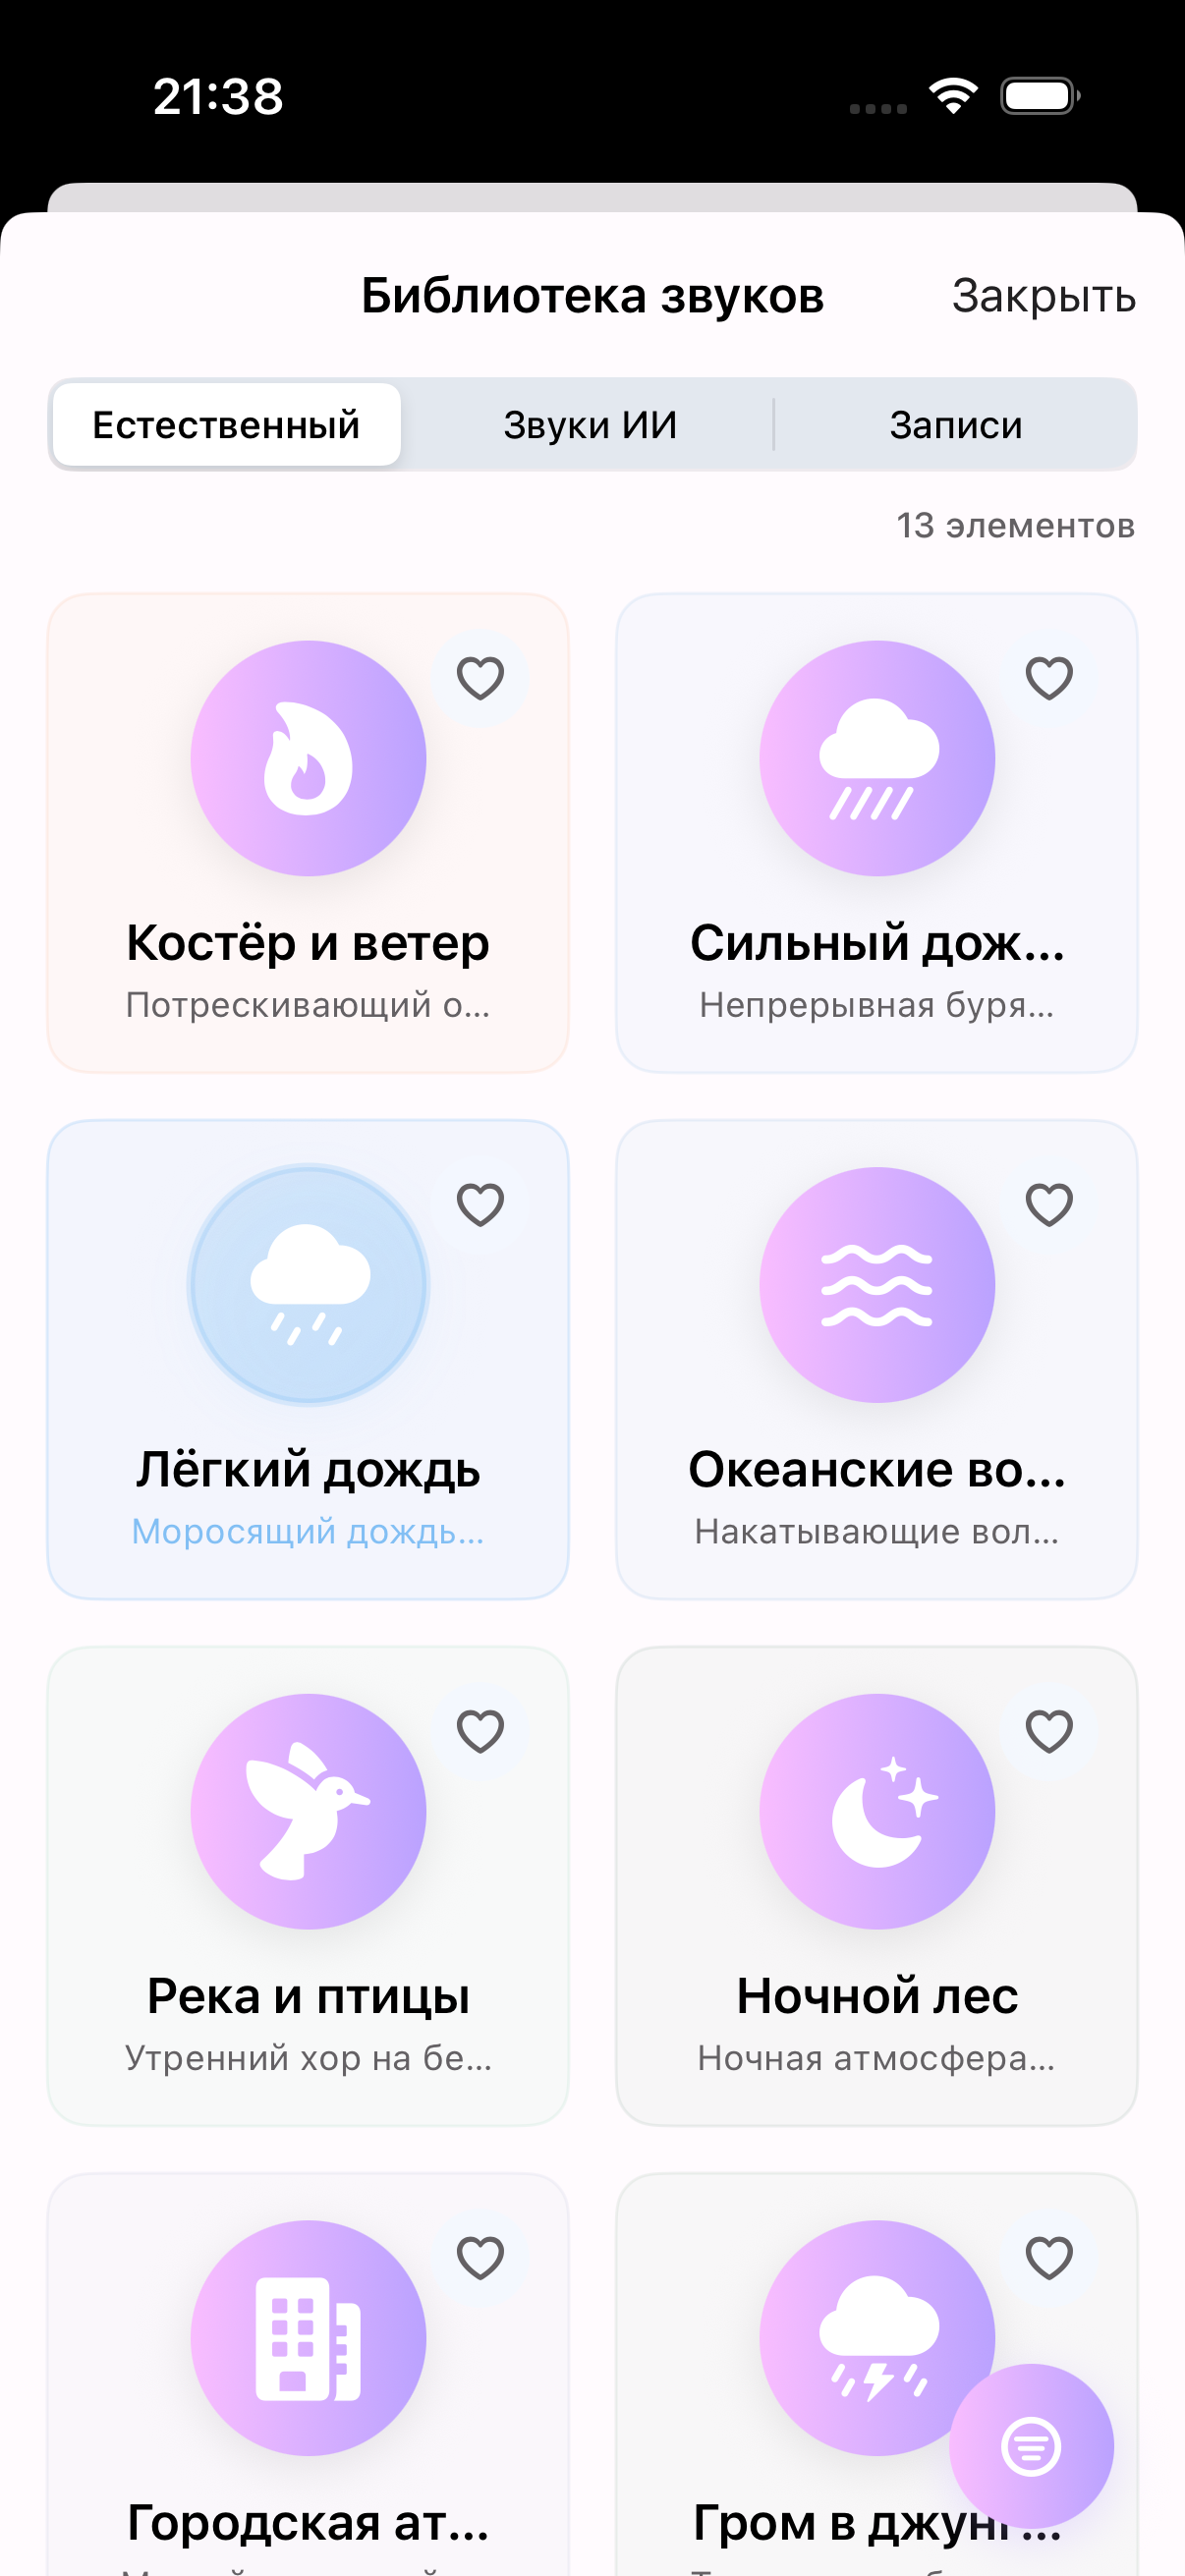 21:38
Библиотека звуков
Закрыть
Естественный
Звуки ИИ
Записи
13 элементов
Костёр и ветер
Потрескивающий о...
Сильный дож...
Непрерывная буря...
Лёгкий дождь
Моросящий дождь...
Океанские во...
Накатывающие вол...
Река и птицы
Утренний хор на бе...
Ночной лес
Ночная атмосфера...
Городская ат...
Гром в джунг...